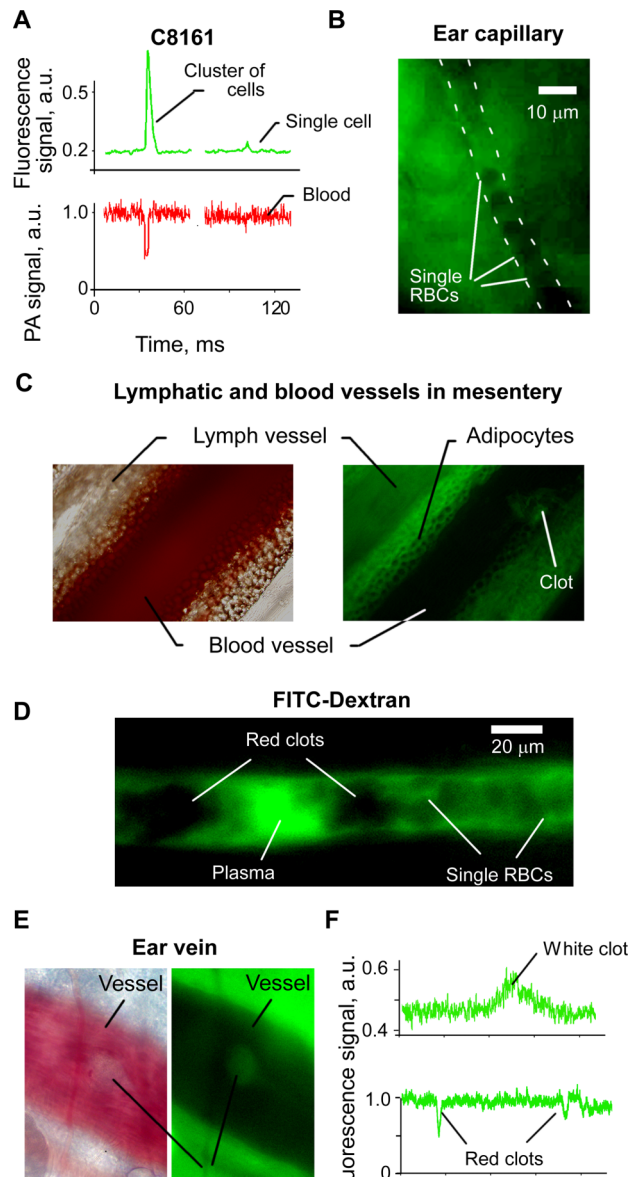 A
C8161
Fluorescence
signal, a.u.
0.5
0.2
Cluster of
cells
Single cell
PA signal, a.u.
1.0
0
Blood
0
60
120
Time, ms
B
Ear capillary
10 µm
Single
RBCs
C
Lymphatic and blood vessels in mesentery
Lymph vessel
Adipocytes
Clot
Blood vessel
D
FITC-Dextran
Red clots
20 µm
Plasma
Single RBCs
E
Ear vein
Vessel
Vessel
F
uorescence signal, a.u.
0.6
0.4
White clot
1.0
0
Red clots